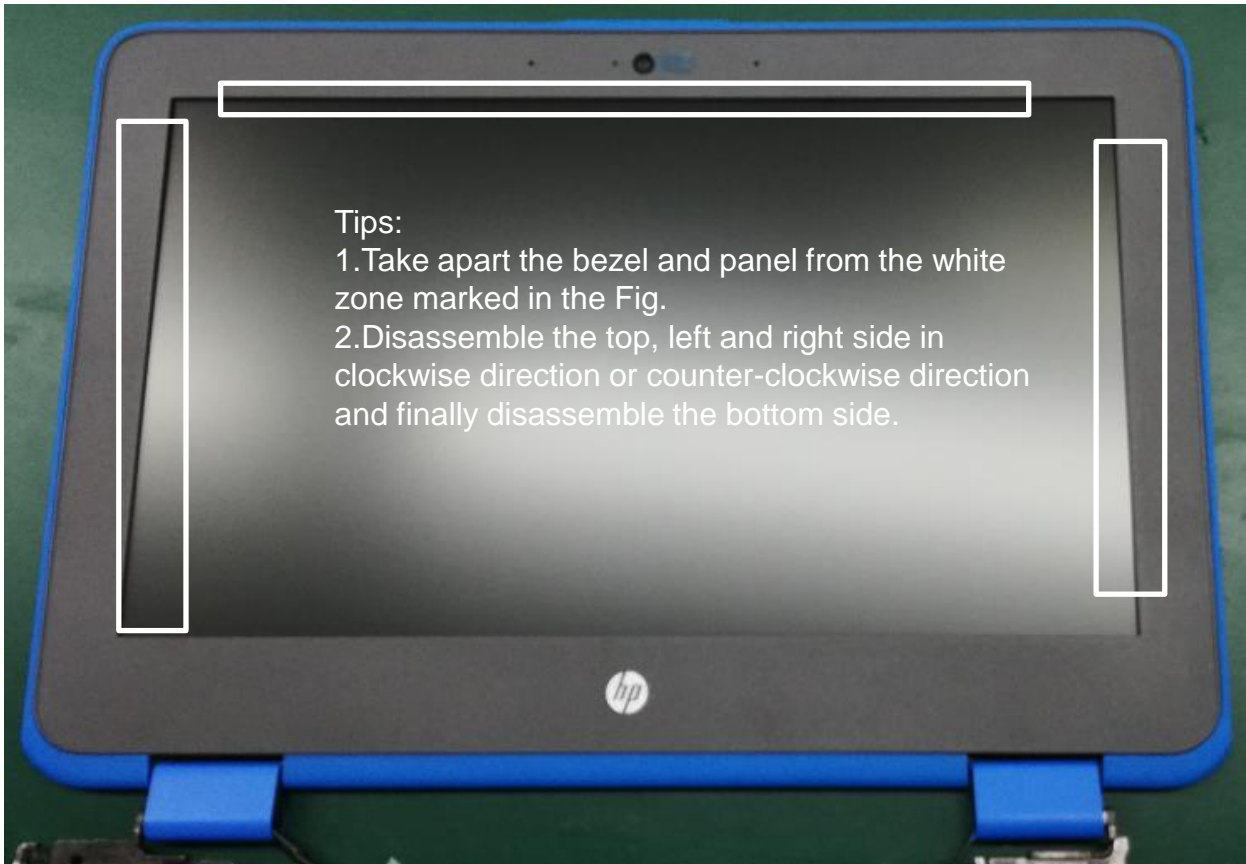 Tips:
1.Take apart the bezel and panel from the white
zone marked in the Fig.
2.Disassemble the top, left and right side in
clockwise direction or counter-clockwise direction
and finally disassemble the bottom side.
hp